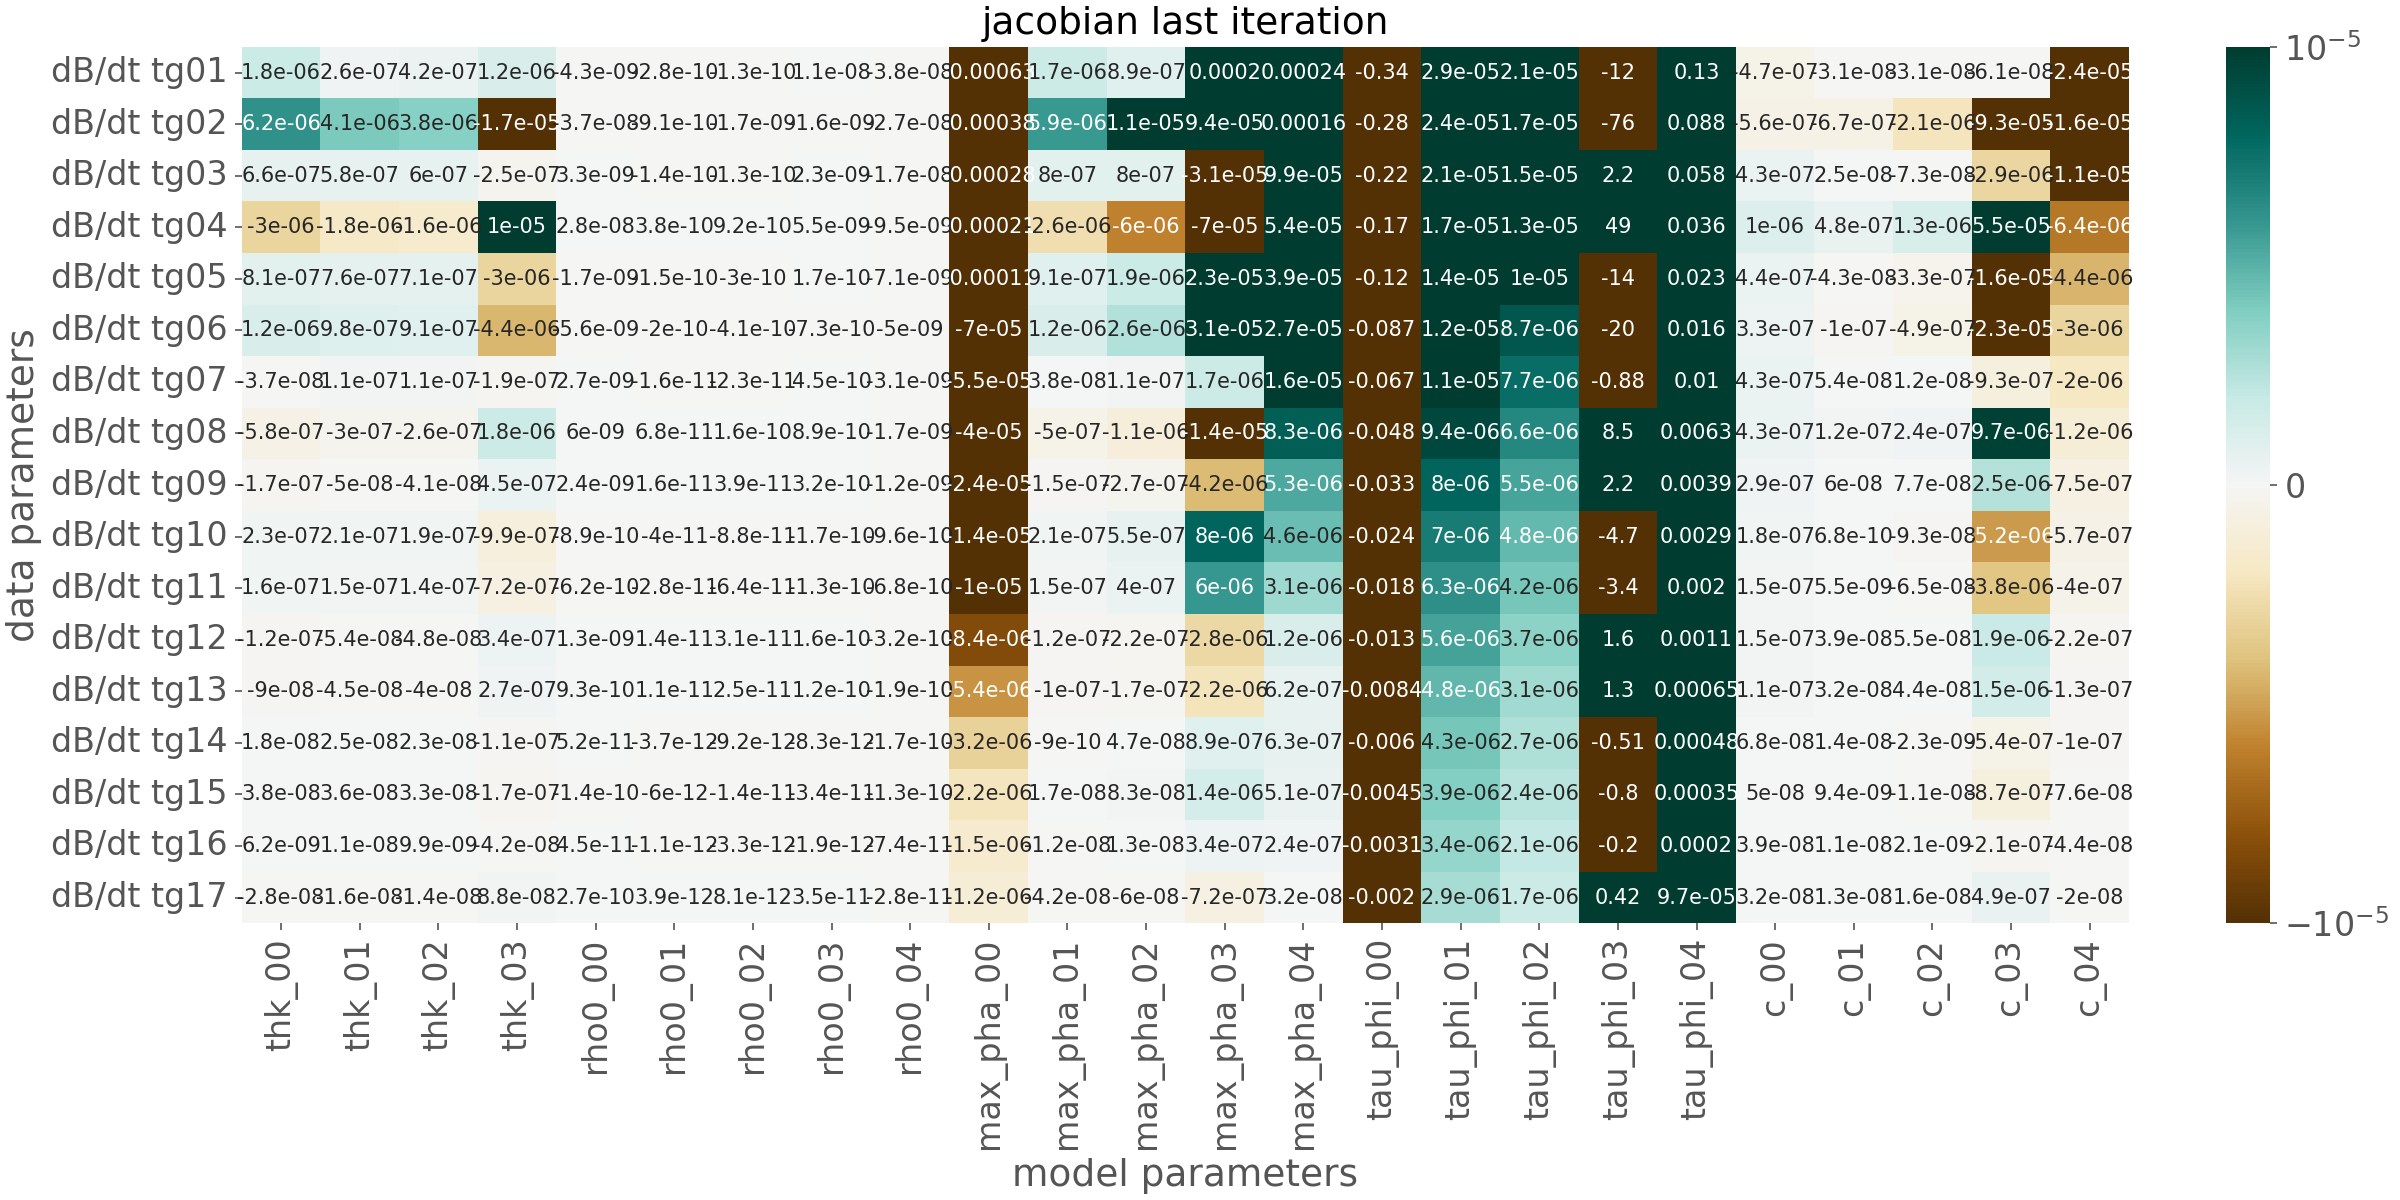 jacobian last iteration
dB/dt tg01 1.8e-06 2.6e-07 4.2e-07 1.2e-06 -4.3e-09 -2.8e-10 -1.3e-10 1.1e-08 -3.8e-08 -0.00063 1.7e-06 8.9e-07 0.0002 0.00024 -0.34 2.9e-05 2.1e-05 -12 0.13 -4.7e-07 -3.1e-08 -3.1e-08 -6.1e-08 -2.4e-05 10⁻⁵
dB/dt tg02 6.2e-06 4.1e-06 3.8e-06 -1.7e-05 -3.7e-08 -9.1e-10 -1.7e-09 -1.6e-09 -2.7e-08 -0.00038 5.9e-06 1.1e-05 9.4e-05 0.00016 -0.28 2.4e-05 1.7e-05 -76 0.088 -5.6e-07 -6.7e-07 -2.1e-06 -9.3e-05 -1.6e-05
dB/dt tg03 6.6e-07 5.8e-07 6e-07 -2.5e-07 3.3e-09 -1.4e-10 -1.3e-10 2.3e-09 -1.7e-08 -0.00028 8e-07 8e-07 -3.1e-05 9.9e-05 -0.22 2.1e-05 1.5e-05 2.2 0.058 4.3e-07 2.5e-08 -7.3e-08 -2.9e-06 -1.1e-05
dB/dt tg04 -3e-06 -1.8e-06 -1.6e-06 1e-05 2.8e-08 3.8e-10 9.2e-10 5.5e-09 -9.5e-09 -0.00021 -2.6e-06 -6e-06 -7e-05 5.4e-05 -0.17 1.7e-05 1.3e-05 49 0.036 1e-06 4.8e-07 1.3e-06 5.5e-05 -6.4e-06
dB/dt tg05 8.1e-07 7.6e-07 7.1e-07 -3e-06 -1.7e-09 -1.5e-10 -3e-10 1.7e-10 -7.1e-09 -0.00011 9.1e-07 1.9e-06 2.3e-05 3.9e-05 -0.12 1.4e-05 1e-05 -14 0.023 4.4e-07 -4.3e-08 -3.3e-07 -1.6e-05 -4.4e-06
dB/dt tg06 1.2e-06 9.8e-07 9.1e-07 -4.4e-06 -5.6e-09 -2e-10 -4.1e-10 -7.3e-10 -5e-09 -7e-05 1.2e-06 2.6e-06 3.1e-05 2.7e-05 -0.087 1.2e-05 8.7e-06 -20 0.016 3.3e-07 -1e-07 -4.9e-07 -2.3e-05 -3e-06
dB/dt tg07 -3.7e-08 1.1e-07 1.1e-07 -1.9e-07 2.7e-09 -1.6e-11 -2.3e-11 4.5e-10 -3.1e-09 -5.5e-05 3.8e-08 1.1e-07 1.7e-06 1.6e-05 -0.067 1.1e-05 7.7e-06 -0.88 0.01 4.3e-07 5.4e-08 1.2e-08 -9.3e-07 -2e-06
dB/dt tg08 -5.8e-07 -3e-07 -2.6e-07 1.8e-06 6e-09 6.8e-11 1.6e-10 8.9e-10 -1.7e-09 -4e-05 -5e-07 -1.1e-06 -1.4e-05 8.3e-06 -0.048 9.4e-06 6.6e-06 8.5 0.0063 4.3e-07 1.2e-07 2.4e-07 9.7e-06 -1.2e-06
dB/dt tg09 -1.7e-07 -5e-08 -4.1e-08 4.5e-07 2.4e-09 1.6e-11 3.9e-11 3.2e-10 -1.2e-09 -2.4e-05 -1.5e-07 -2.7e-07 -4.2e-06 5.3e-06 -0.033 8e-06 5.5e-06 2.2 0.0039 2.9e-07 6e-08 7.7e-08 2.5e-06 -7.5e-07 0
dB/dt tg10 2.3e-07 2.1e-07 1.9e-07 -9.9e-07 -8.9e-10 -4e-11 -8.8e-11 -1.7e-10 -9.6e-10 -1.4e-05 2.1e-07 5.5e-07 8e-06 4.6e-06 -0.024 7e-06 4.8e-06 -4.7 0.0029 1.8e-07 6.8e-10 -9.3e-08 -5.2e-06 -5.7e-07
dB/dt tg11 1.6e-07 1.5e-07 1.4e-07 -7.2e-07 -6.2e-10 -2.8e-11 -6.4e-11 -1.3e-10 -6.8e-10 -1e-05 1.5e-07 4e-07 6e-06 3.1e-06 -0.018 6.3e-06 4.2e-06 -3.4 0.002 1.5e-07 5.5e-09 -6.5e-08 -3.8e-06 -4e-07
dB/dt tg12 -1.2e-07 -5.4e-08 -4.8e-08 3.4e-07 1.3e-09 1.4e-11 3.1e-11 1.6e-10 -3.2e-10 -8.4e-06 -1.2e-07 -2.2e-07 -2.8e-06 1.2e-06 -0.013 5.6e-06 3.7e-06 1.6 0.0011 1.5e-07 3.9e-08 5.5e-08 1.9e-06 -2.2e-07
dB/dt tg13 -9e-08 -4.5e-08 -4e-08 2.7e-07 9.3e-10 1.1e-11 2.5e-11 1.2e-10 -1.9e-10 -5.4e-06 -1e-07 -1.7e-07 -2.2e-06 6.2e-07 -0.0084 4.8e-06 3.1e-06 1.3 0.00065 1.1e-07 3.2e-08 4.4e-08 1.5e-06 -1.3e-07
dB/dt tg14 1.8e-08 2.5e-08 2.3e-08 -1.1e-07 5.2e-11 -3.7e-12 -9.2e-12 -8.3e-12 -1.7e-10 -3.2e-06 -9e-10 4.7e-08 8.9e-07 6.3e-07 -0.006 4.3e-06 2.7e-06 -0.51 0.00048 6.8e-08 1.4e-08 -2.3e-09 -5.4e-07 -1e-07
dB/dt tg15 3.8e-08 3.6e-08 3.3e-08 -1.7e-07 -1.4e-10 -6e-12 -1.4e-11 -3.4e-11 -1.3e-10 -2.2e-06 1.7e-08 8.3e-08 1.4e-06 5.1e-07 -0.0045 3.9e-06 2.4e-06 -0.8 0.00035 5e-08 9.4e-09 -1.1e-08 -8.7e-07 -7.6e-08
dB/dt tg16 6.2e-09 1.1e-08 9.9e-09 -4.2e-08 4.5e-11 -1.1e-12 -3.3e-12 -1.9e-12 -7.4e-11 -1.5e-06 -1.2e-08 1.3e-08 3.4e-07 2.4e-07 -0.0031 3.4e-06 2.1e-06 -0.2 0.0002 3.9e-08 1.1e-08 2.1e-09 -2.1e-07 -4.4e-08
dB/dt tg17 -2.8e-08 -1.6e-08 -1.4e-08 8.8e-08 2.7e-10 3.9e-12 8.1e-12 3.5e-11 -2.8e-11 -1.2e-06 -4.2e-08 -6e-08 -7.2e-07 3.2e-08 -0.002 2.9e-06 1.7e-06 0.42 9.7e-05 3.2e-08 1.3e-08 1.6e-08 4.9e-07 -2e-08 −10⁻⁵
data parameters
thk_00 thk_01 thk_02 thk_03 rho0_00 rho0_01 rho0_02 rho0_03 rho0_04 max_pha_00 max_pha_01 max_pha_02 max_pha_03 max_pha_04 tau_phi_00 tau_phi_01 tau_phi_02 tau_phi_03 tau_phi_04 c_00 c_01 c_02 c_03 c_04
model parameters